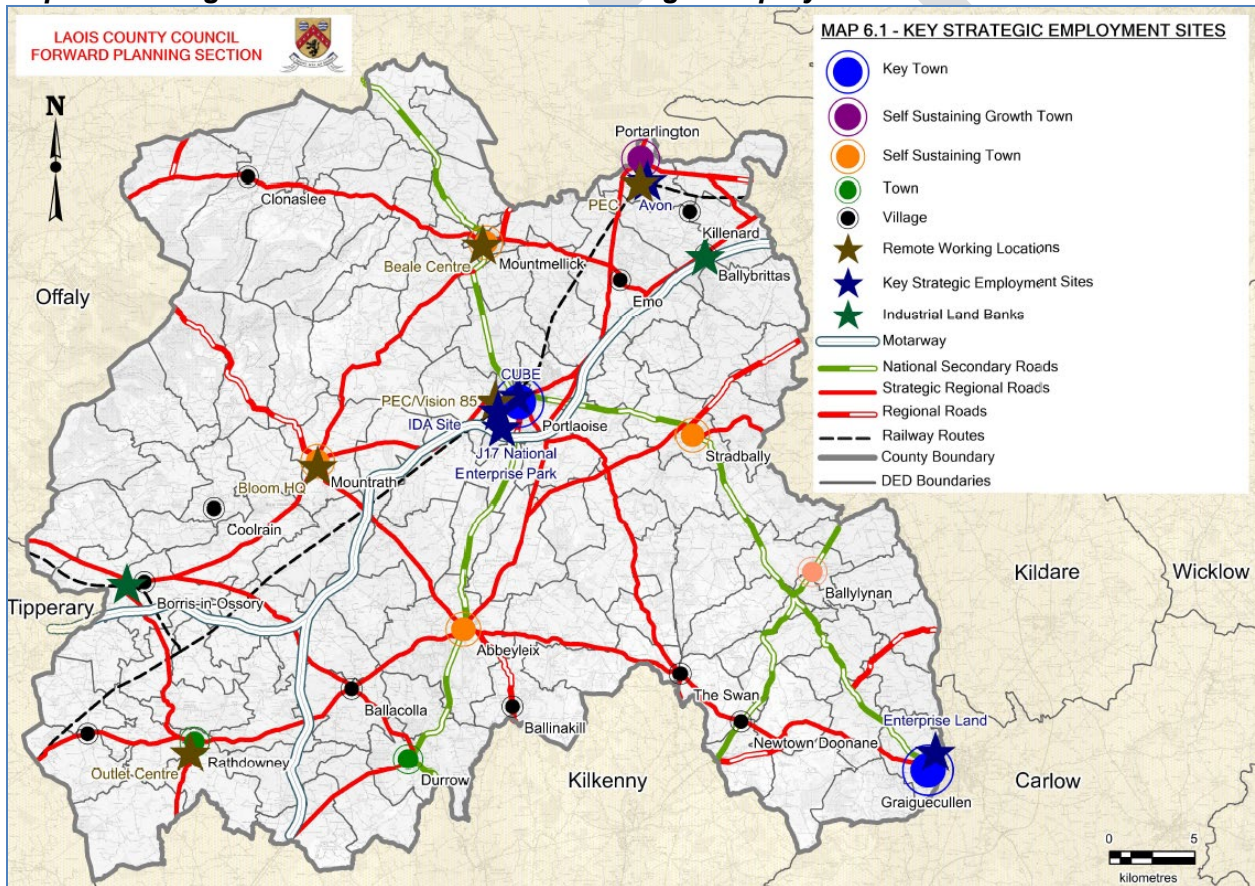 LAOIS COUNTY COUNCIL
FORWARD PLANNING SECTION
N
MAP 6.1 - KEY STRATEGIC EMPLOYMENT SITES
Key Town
Self Sustaining Growth Town
Self Sustaining Town
Town
Village
Remote Working Locations
Key Strategic Employment Sites
Industrial Land Banks
Motarway
National Secondary Roads
Strategic Regional Roads
Regional Roads
Railway Routes
County Boundary
DED Boundaries
Portarlington
PEC
Avon
Clonaslee
Killenard
Beale Centre
Mountmellick
Ballybrittas
Emo
Offaly
CUBE
PEC/Vision 85
IDA Site
Portlaoise
J17 National
Enterprise Park
Stradbally
Bloom HQ
Mountrath
Coolrain
Kildare
Wicklow
Ballylynan
Tipperary
Borris-in-Ossory
Abbeyleix
The Swan
Ballacolla
Ballinakill
Enterprise Land
Newtown Doonane
Outlet Centre
Rathdowney
Durrow
Kilkenny
Carlow
Graiguecullen
0 5
kilometres